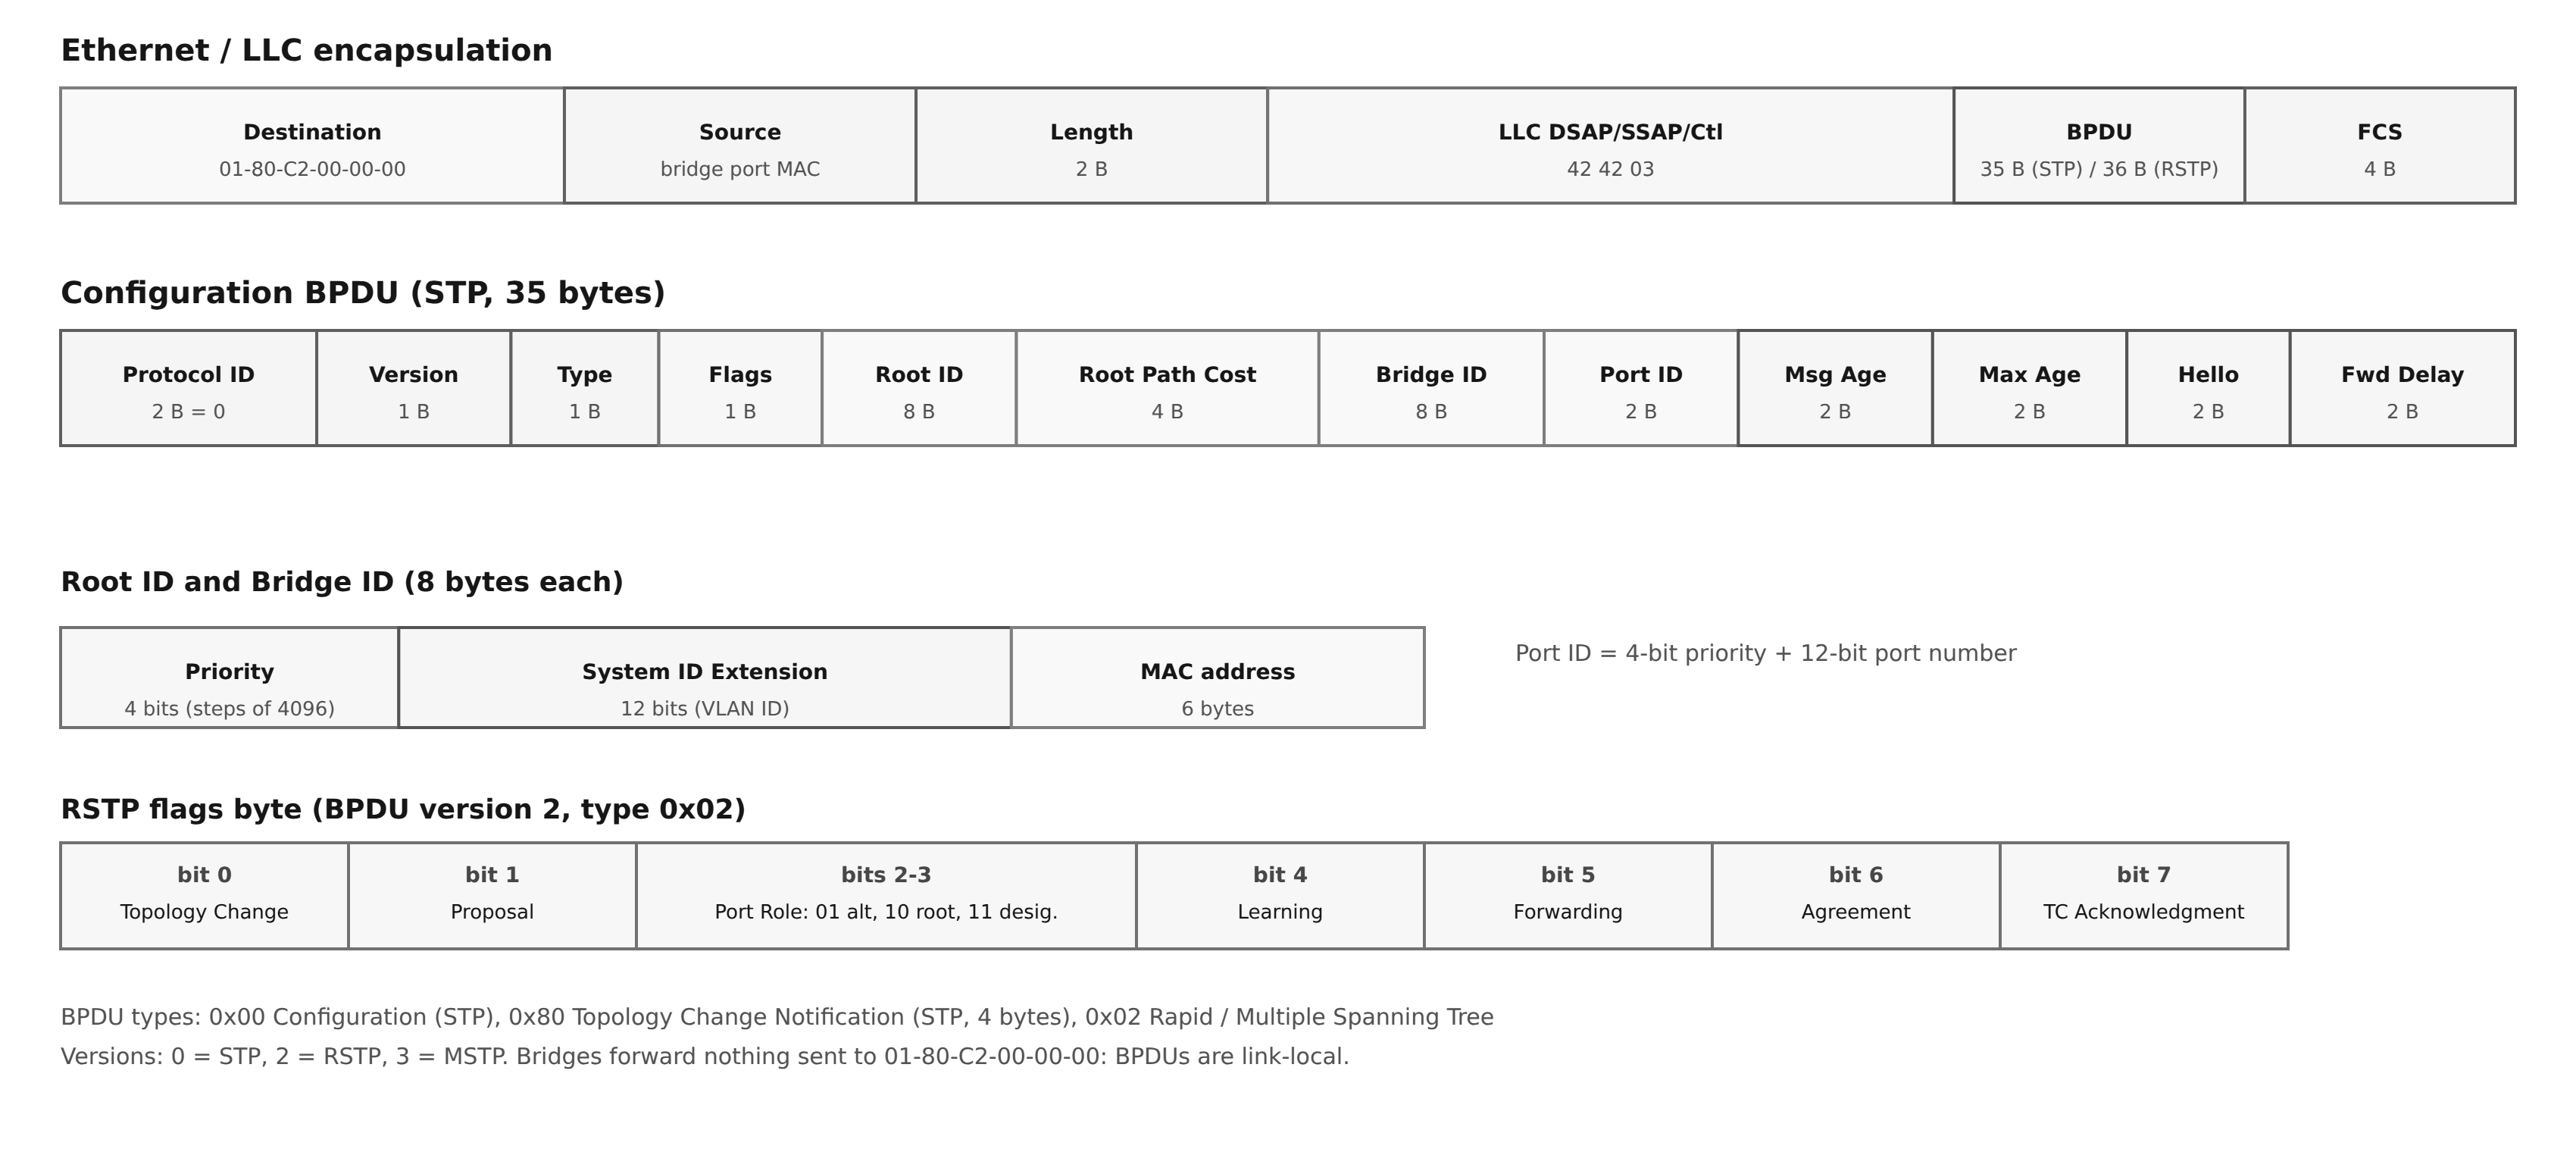 Ethernet / LLC encapsulation
Destination Source Length LLC DSAP/SSAP/Ctl BPDU FCS
01-80-C2-00-00-00 bridge port MAC 2 B 42 42 03 35 B (STP) / 36 B (RSTP) 4 B
Configuration BPDU (STP, 35 bytes)
Protocol ID Version Type Flags Root ID Root Path Cost Bridge ID Port ID Msg Age Max Age Hello Fwd Delay
2 B = 0 1 B 1 B 1 B 8 B 4 B 8 B 2 B 2 B 2 B 2 B 2 B
Root ID and Bridge ID (8 bytes each)
Priority System ID Extension MAC address
4 bits (steps of 4096) 12 bits (VLAN ID) 6 bytes
Port ID = 4-bit priority + 12-bit port number
RSTP flags byte (BPDU version 2, type 0x02)
bit 0 bit 1 bits 2-3 bit 4 bit 5 bit 6 bit 7
Topology Change Proposal Port Role: 01 alt, 10 root, 11 desig. Learning Forwarding Agreement TC Acknowledgment
BPDU types: 0x00 Configuration (STP), 0x80 Topology Change Notification (STP, 4 bytes), 0x02 Rapid / Multiple Spanning Tree
Versions: 0 = STP, 2 = RSTP, 3 = MSTP. Bridges forward nothing sent to 01-80-C2-00-00-00: BPDUs are link-local.